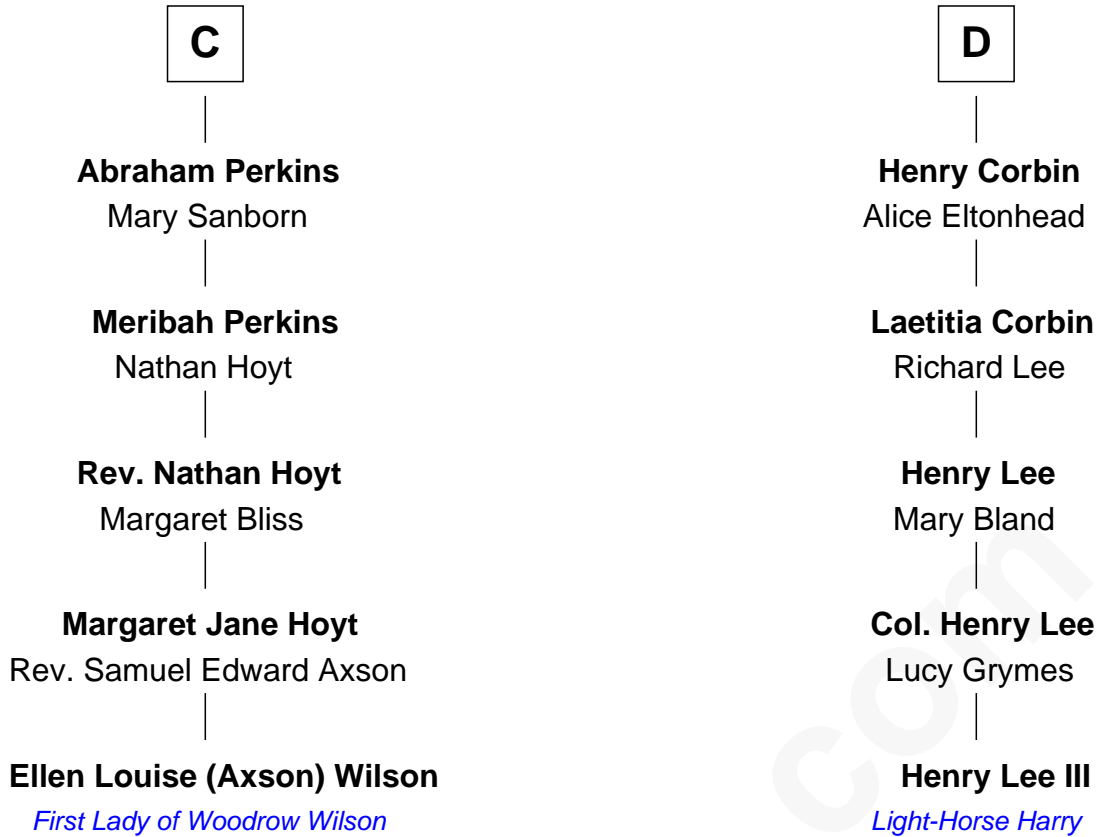 C
Abraham Perkins
Mary Sanborn
Meribah Perkins
Nathan Hoyt
Rev. Nathan Hoyt
Margaret Bliss
Margaret Jane Hoyt
Rev. Samuel Edward Axson
Ellen Louise (Axson) Wilson
First Lady of Woodrow Wilson
D
Henry Corbin
Alice Eltonhead
Laetitia Corbin
Richard Lee
Henry Lee
Mary Bland
Col. Henry Lee
Lucy Grymes
Henry Lee III
Light-Horse Harry
com